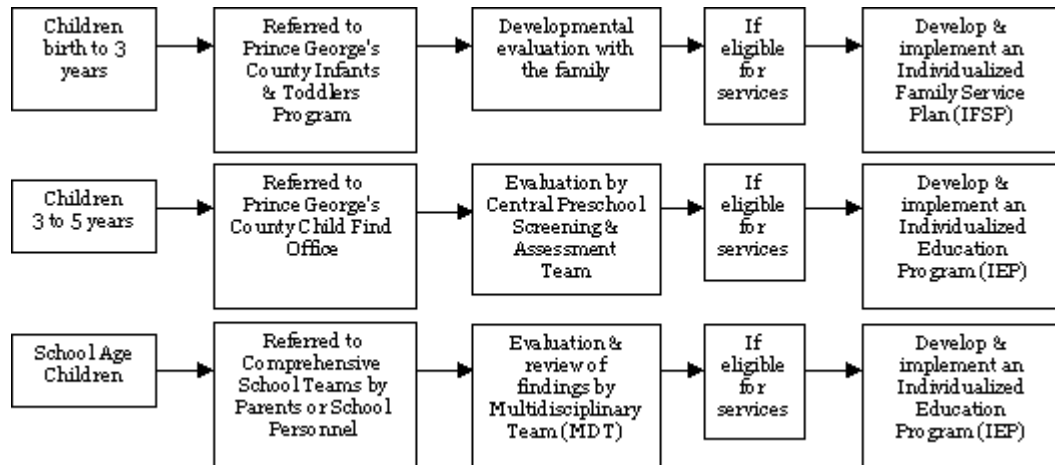 Children
birth to 3
years
Referred to
Prince George's
County Infants
& Toddlers
Program
Developmental
evaluation with
the family
If
eligible
for
services
Develop &
implement an
Individualized
Family Service
Plan (IFSP)
Children
3 to 5 years
Referred to
Prince George's
County Child Find
Office
Evaluation by
Central Preschool
Screening &
Assessment
Team
If
eligible
for
services
Develop &
implement an
Individualized
Education
Program (IEP)
School Age
Children
Referred to
Comprehensive
School Teams by
Parents or School
Personnel
Evaluation &
review of
findings by
Multidisciplinary
Team (MDT)
If
eligible
for
services
Develop &
implement an
Individualized
Education
Program (IEP)